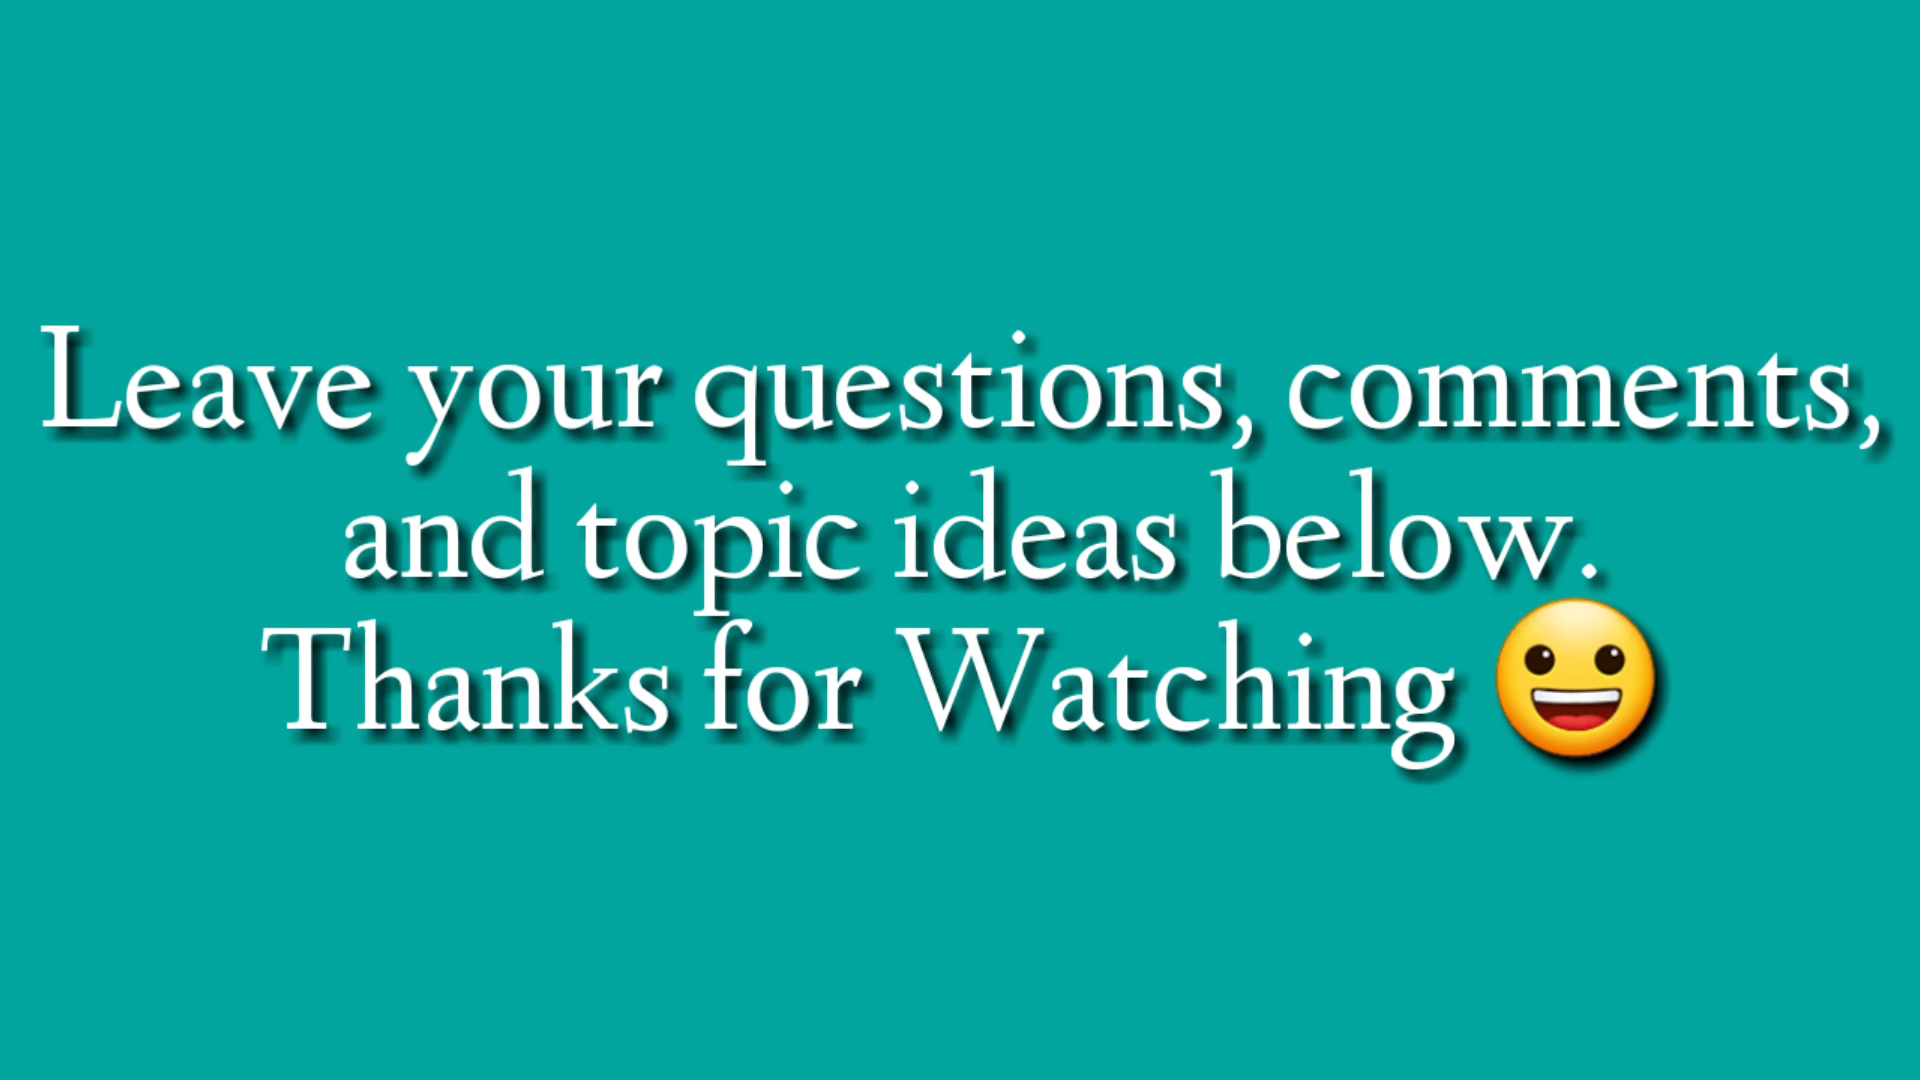 Leave your questions, comments,
and topic ideas below.
Thanks for Watching 😀